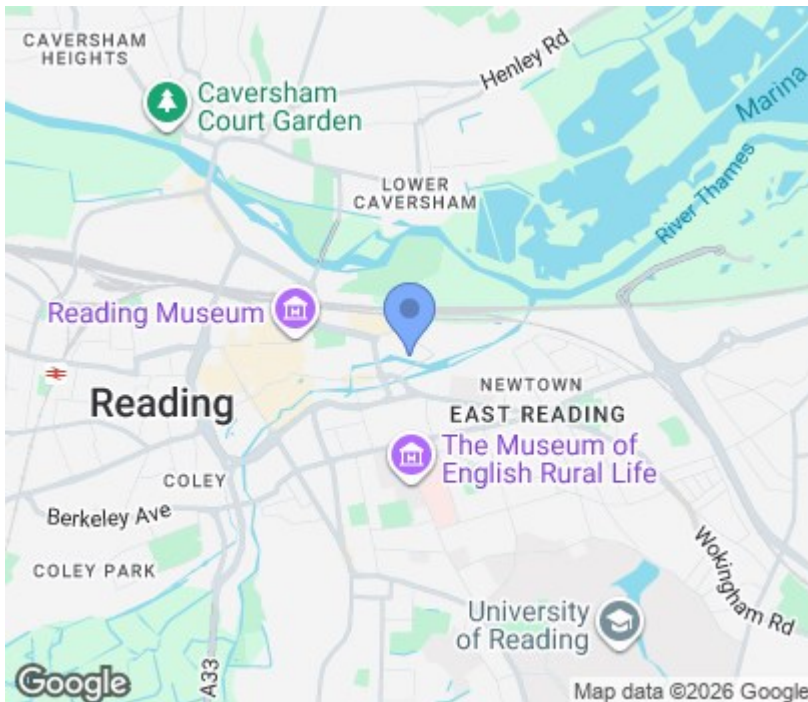 CAVERSHAM
HEIGHTS
Henley Rd
Marina
Caversham
Court Garden
LOWER
CAVERSHAM
River Thames
Reading Museum
Reading
NEWTOWN
EAST READING
The Museum of
English Rural Life
COLEY
Berkeley Ave
Wokingham Rd
COLEY PARK
University
of Reading
A33
Google
Map data ©2026 Google